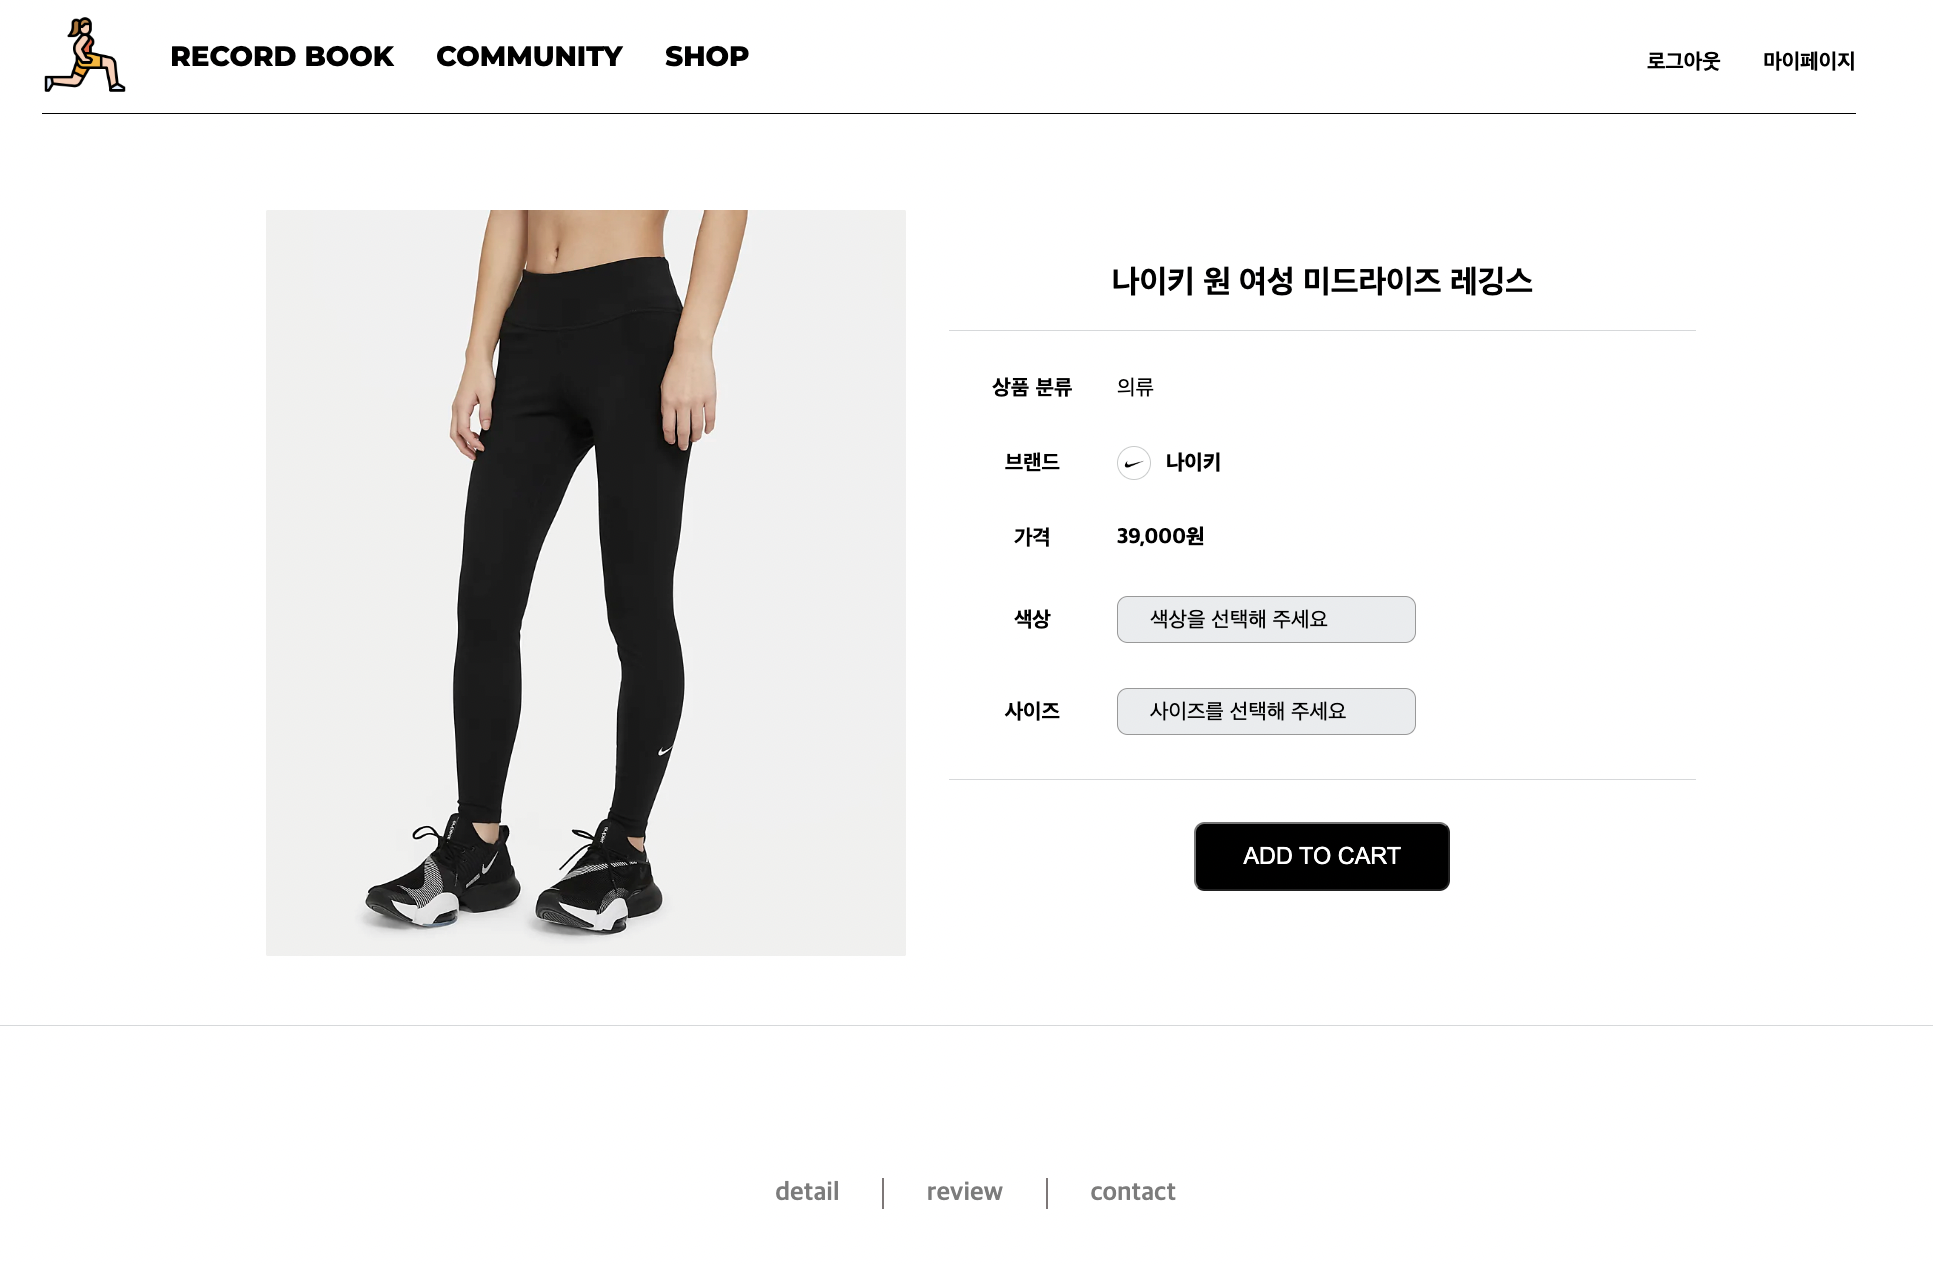 RECORD BOOK COMMUNITY SHOP 로그아웃 마이페이지
나이키 원 여성 미드라이즈 레깅스
상품 분류 의류
브랜드 나이키
가격 39,000원
색상 색상을 선택해 주세요
사이즈 사이즈를 선택해 주세요
ADD TO CART
detail review contact